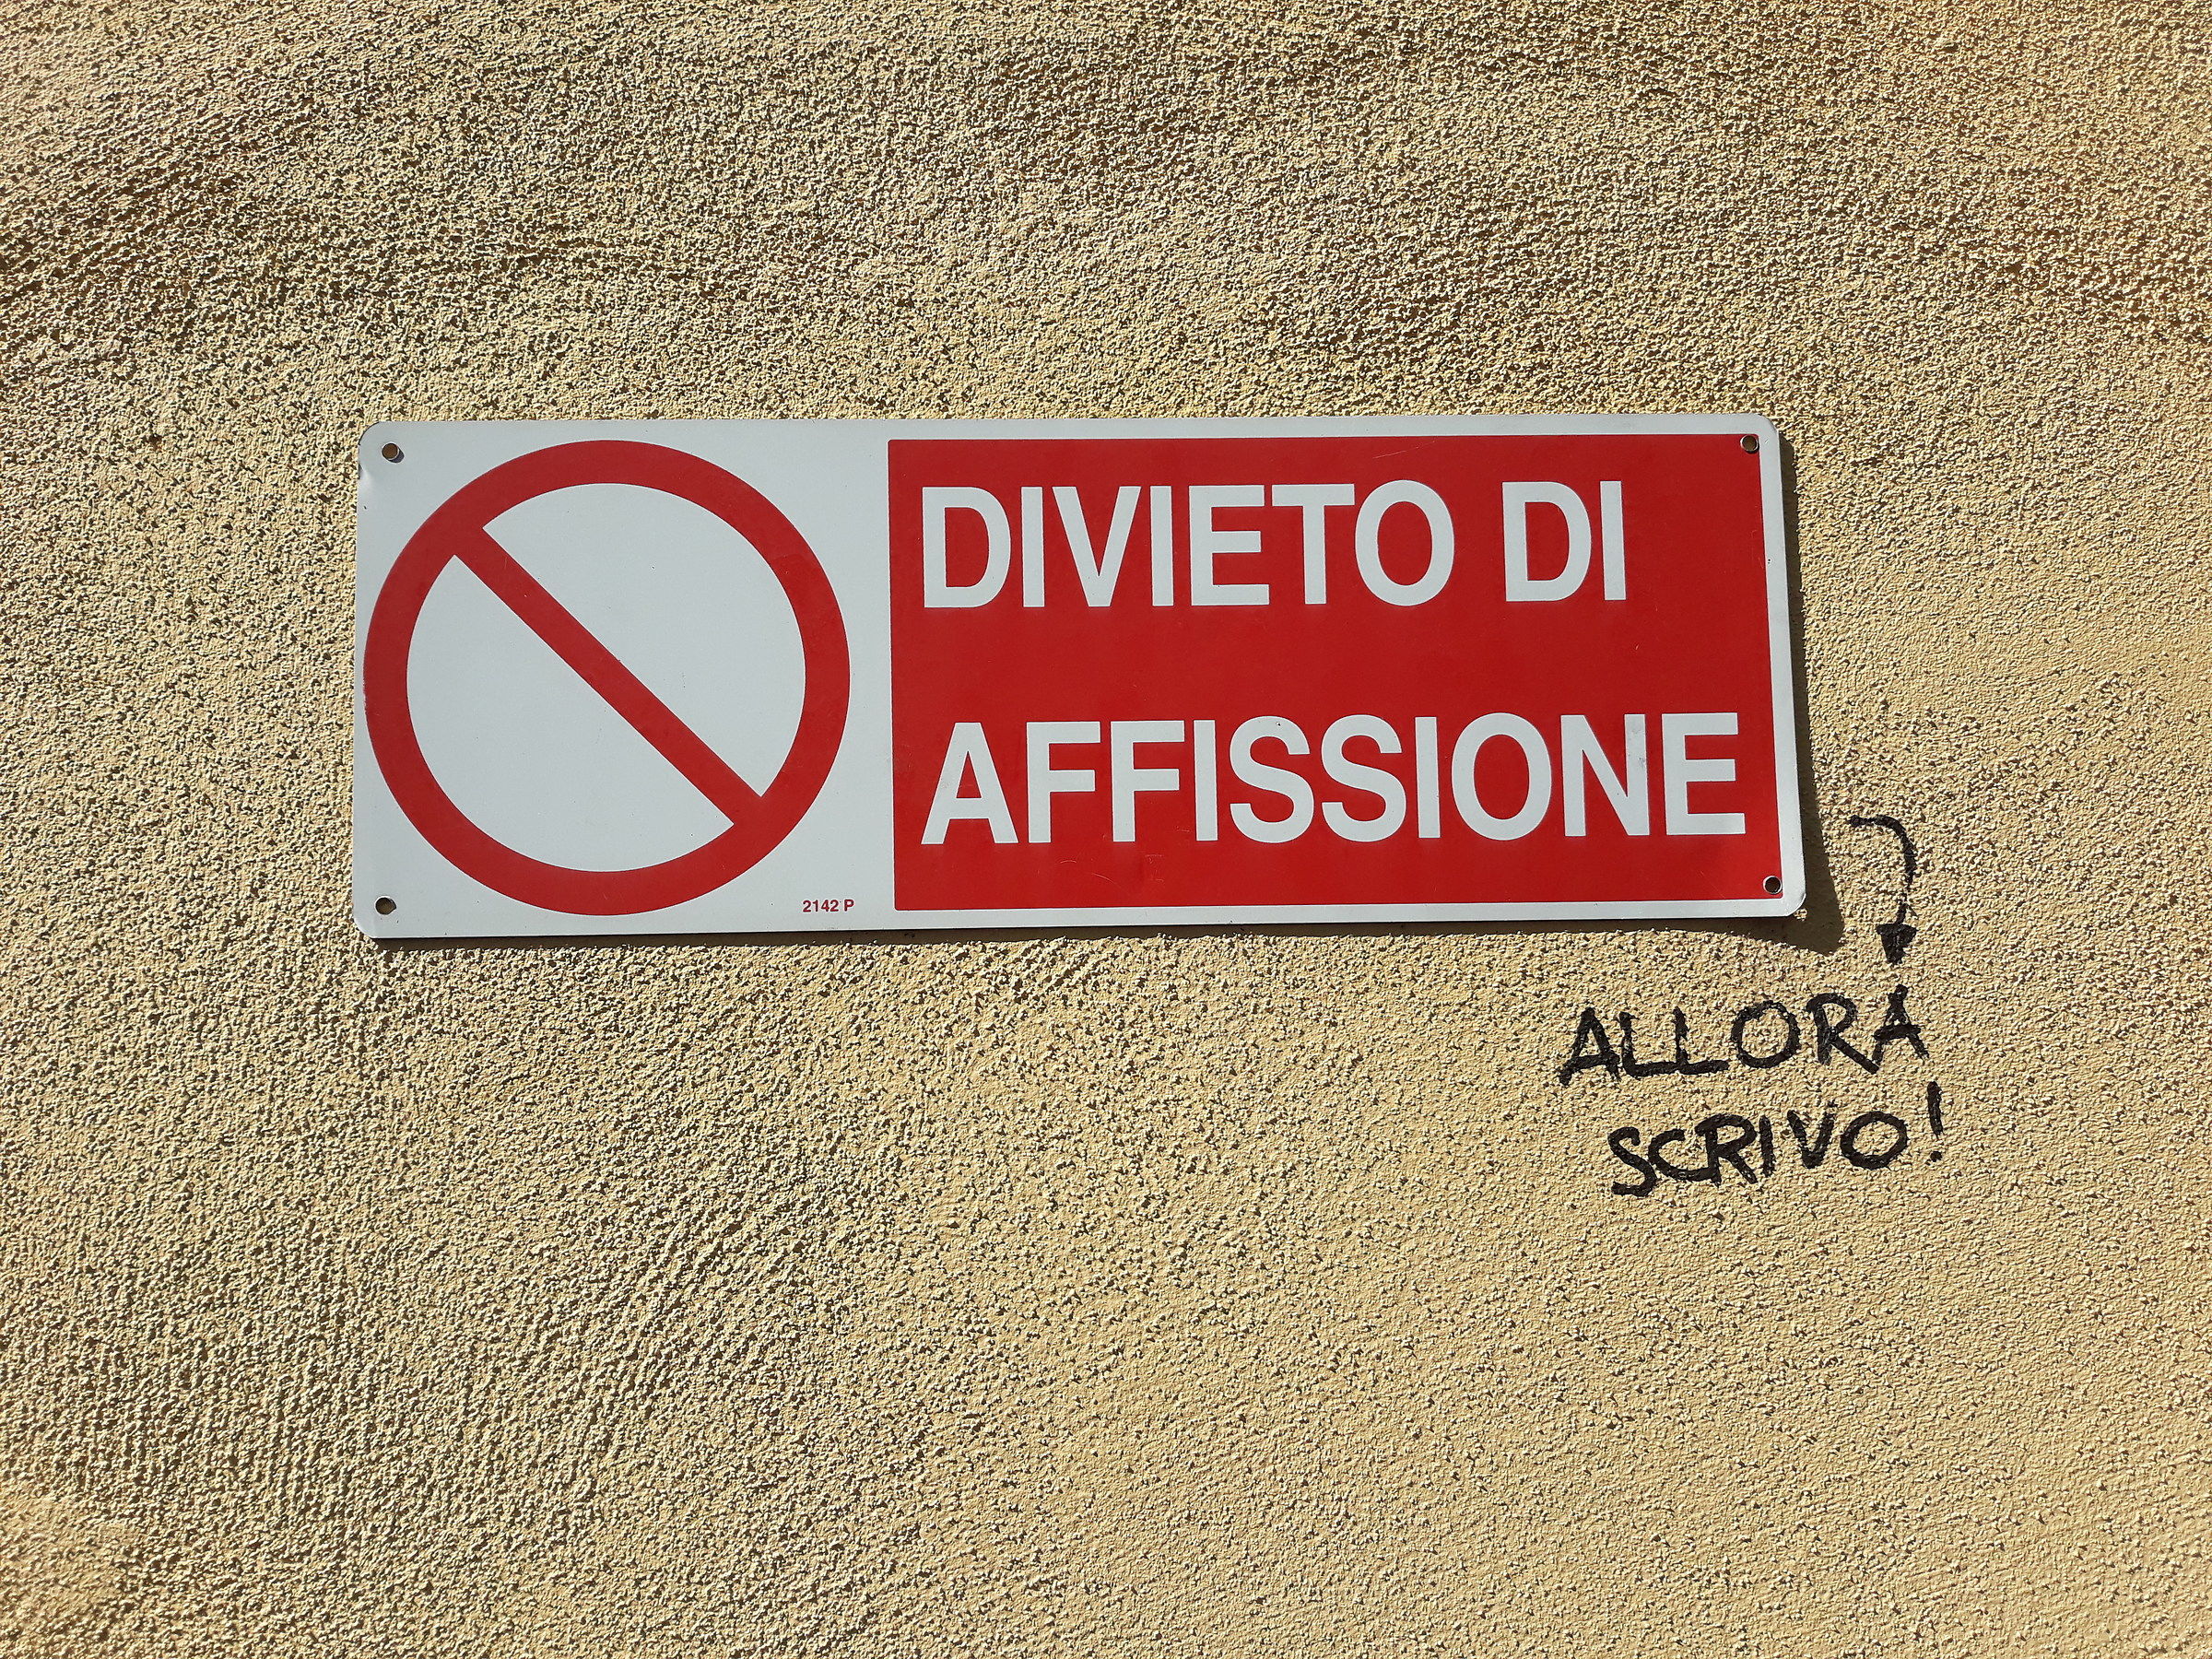 DIVIETO DI
AFFISSIONE
2142 P
ALLORA
SCRIVO!